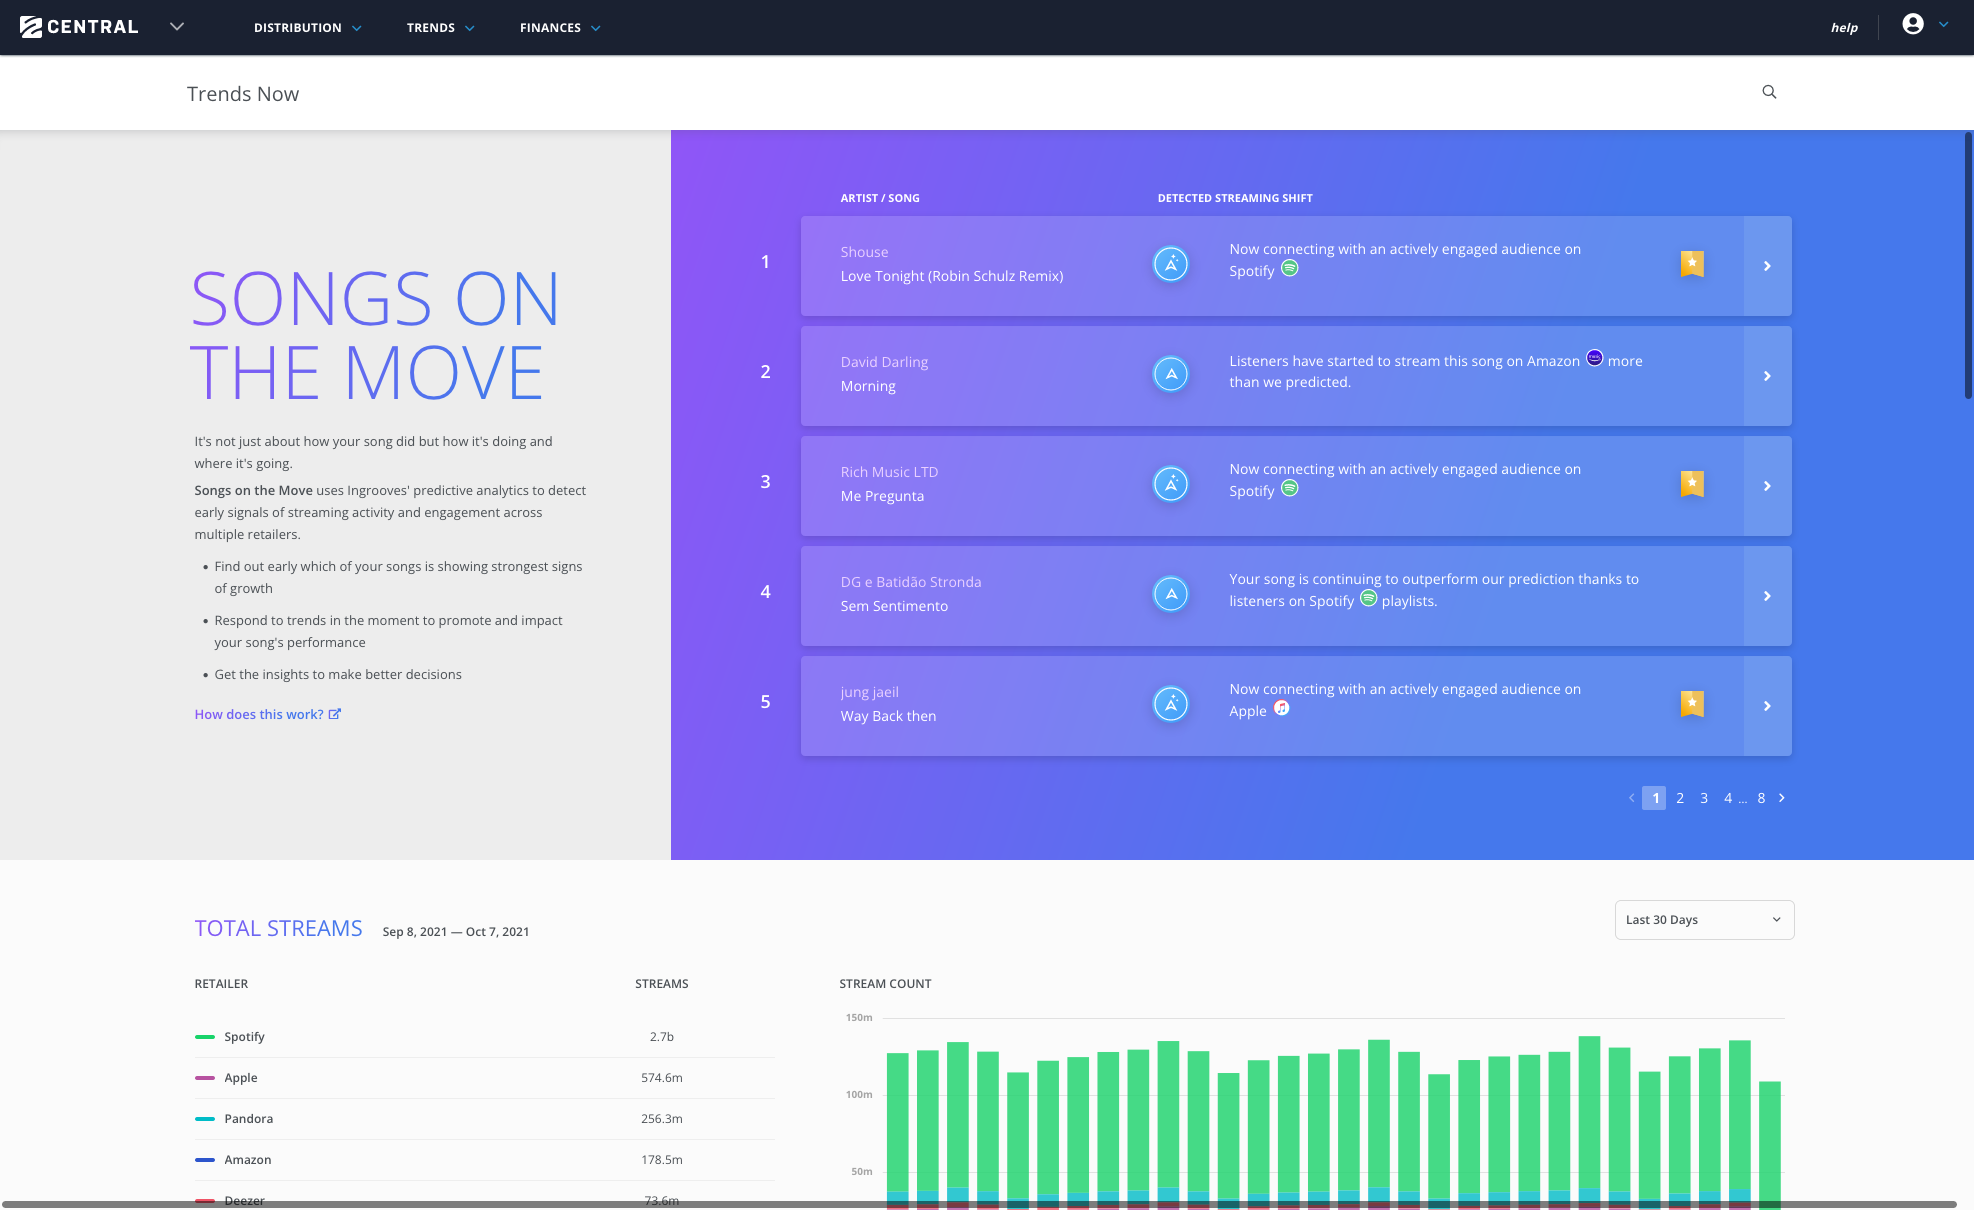 CENTRAL
DISTRIBUTION
TRENDS
FINANCES
help
Trends Now
SONGS ON
THE MOVE
It's not just about how your song did but how it's doing and
where it's going.
Songs on the Move uses Ingrooves' predictive analytics to detect
early signals of streaming activity and engagement across
multiple retailers.
• Find out early which of your songs is showing strongest signs
of growth
• Respond to trends in the moment to promote and impact
your song's performance
• Get the insights to make better decisions
How does this work?
ARTIST / SONG
DETECTED STREAMING SHIFT
1
Shouse
Love Tonight (Robin Schulz Remix)
Now connecting with an actively engaged audience on
Spotify
2
David Darling
Morning
Listeners have started to stream this song on Amazon more
than we predicted.
3
Rich Music LTD
Me Pregunta
Now connecting with an actively engaged audience on
Spotify
4
DG e Batidão Stronda
Sem Sentimento
Your song is continuing to outperform our prediction thanks to
listeners on Spotify playlists.
5
jung jaeil
Way Back then
Now connecting with an actively engaged audience on
Apple
1 2 3 4 ... 8
TOTAL STREAMS
Sep 8, 2021 — Oct 7, 2021
Last 30 Days
RETAILER
STREAMS
Spotify
2.7b
Apple
574.6m
Pandora
256.3m
Amazon
178.5m
Deezer
73.6m
STREAM COUNT
150m
100m
50m